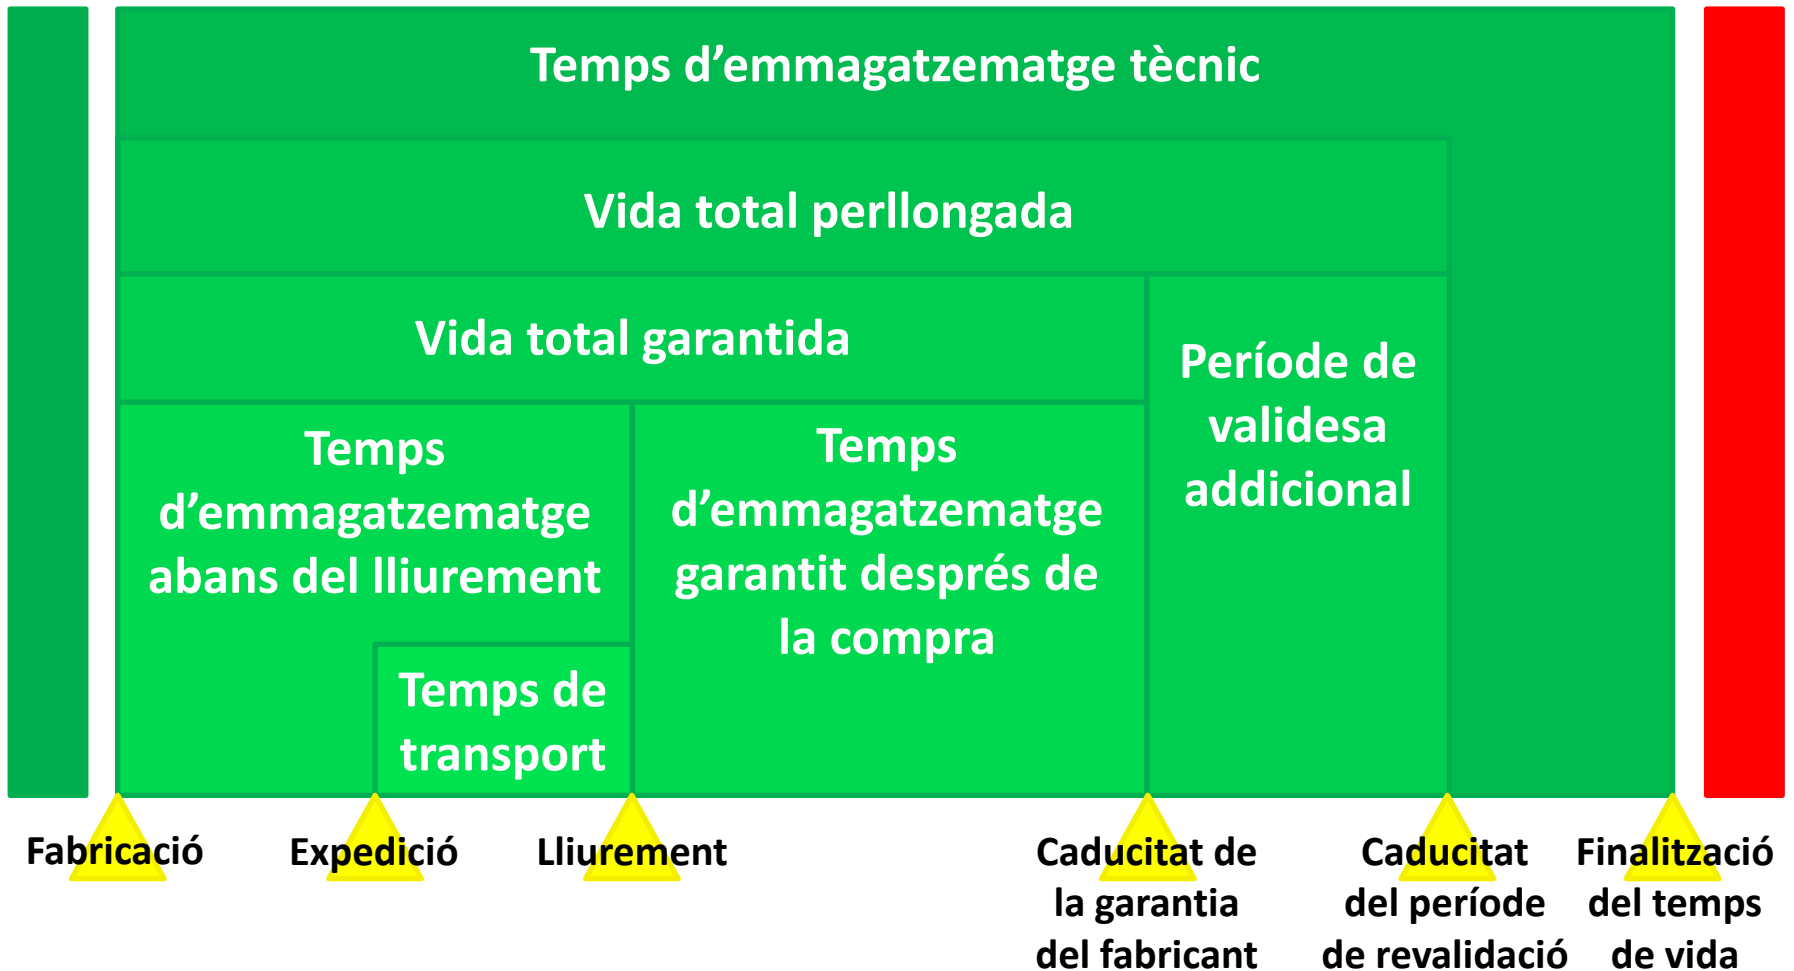 Temps d’emmagatzematge tècnic
Vida total perllongada
Vida total garantida
Període de
validesa
addicional
Temps
d’emmagatzematge
abans del lliurement
Temps
d’emmagatzematge
garantit després de
la compra
Temps de
transport
Fabricació
Expedició
Lliurement
Caducitat de
la garantia
del fabricant
Caducitat
del període
de revalidació
Finalització
del temps
de vida